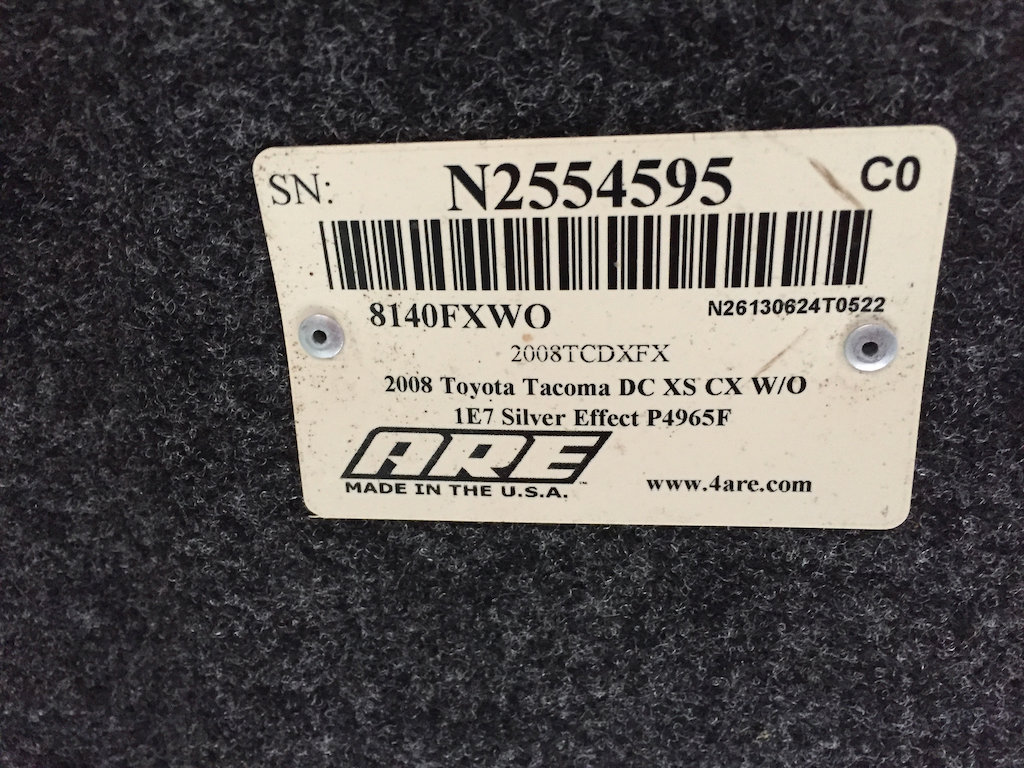 SN: N2554595 C0
8140FXWO N26130624T0522
2008TCDXFX
2008 Toyota Tacoma DC XS CX W/O
1E7 Silver Effect P4965F
ARE™
MADE IN THE U.S.A. www.4are.com